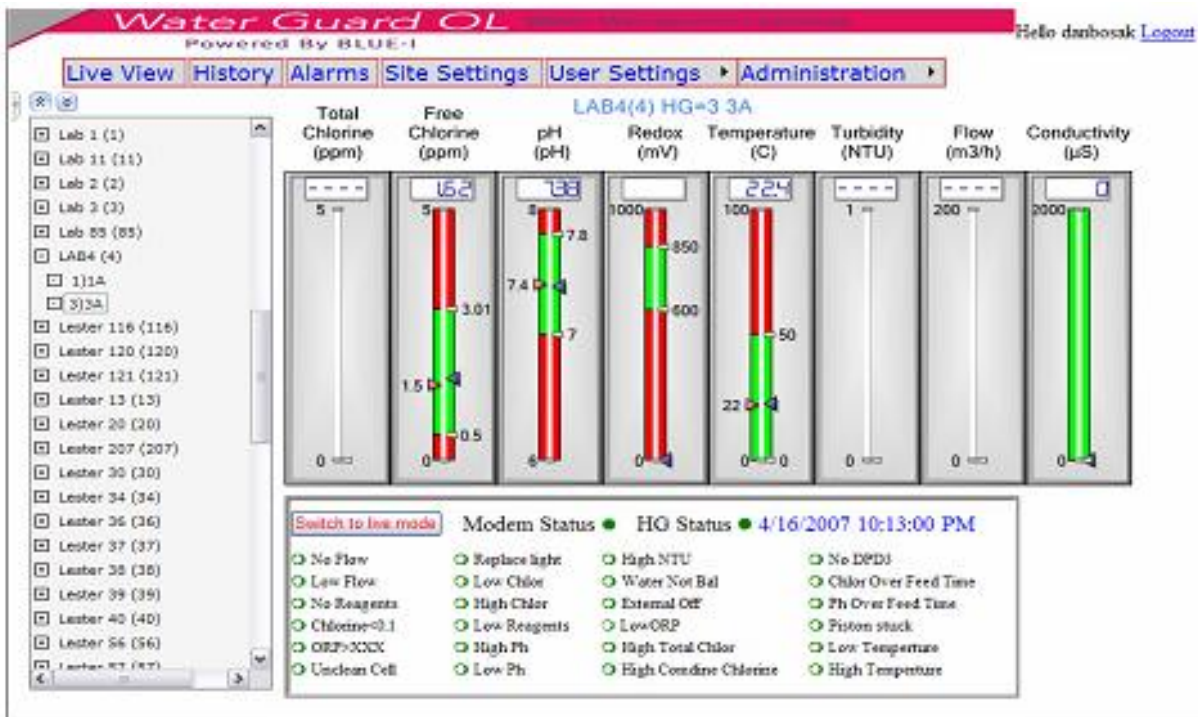 Water Guard OL
Powered By BLUE-I
Hello danbosak Logout
Live View History Alarms Site Settings User Settings Administration
Lab 1 (1)
Lab 11 (11)
Lab 2 (2)
Lab 3 (3)
Lab 85 (85)
LAB4 (4)
1)1A
3)3A
Lester 116 (116)
Lester 120 (120)
Lester 121 (121)
Lester 13 (13)
Lester 20 (20)
Lester 207 (207)
Lester 30 (30)
Lester 34 (34)
Lester 36 (36)
Lester 37 (37)
Lester 38 (38)
Lester 39 (39)
Lester 40 (40)
Lester 56 (56)
Lester 57 (57)
LAB4(4) HG=3 3A
Total Chlorine (ppm)
Free Chlorine (ppm)
pH (pH)
Redox (mV)
Temperature (C)
Turbidity (NTU)
Flow (m3/h)
Conductivity (µS)
- - - -
5
0
1.62
5
3.01
1.5
0.5
0
7.38
8
7.8
7.4
7
6
1000
850
600
0
22.4
100
50
22
0 0
- - - -
1
0
- - - -
200
0
0
2000
0
Switch to live mode Modem Status HG Status 4/16/2007 10:13:00 PM
No Flow Replace light High NTU No DPD3
Low Flow Low Chlor Water Not Bal Chlor Over Feed Time
No Reagents High Chlor External Off Ph Over Feed Time
Chlorine<0.1 Low Reagents LowORP Piston stuck
ORP>XXX High Ph High Total Chlor Low Temperture
Unclean Cell Low Ph High Comdine Chlorine High Temperture